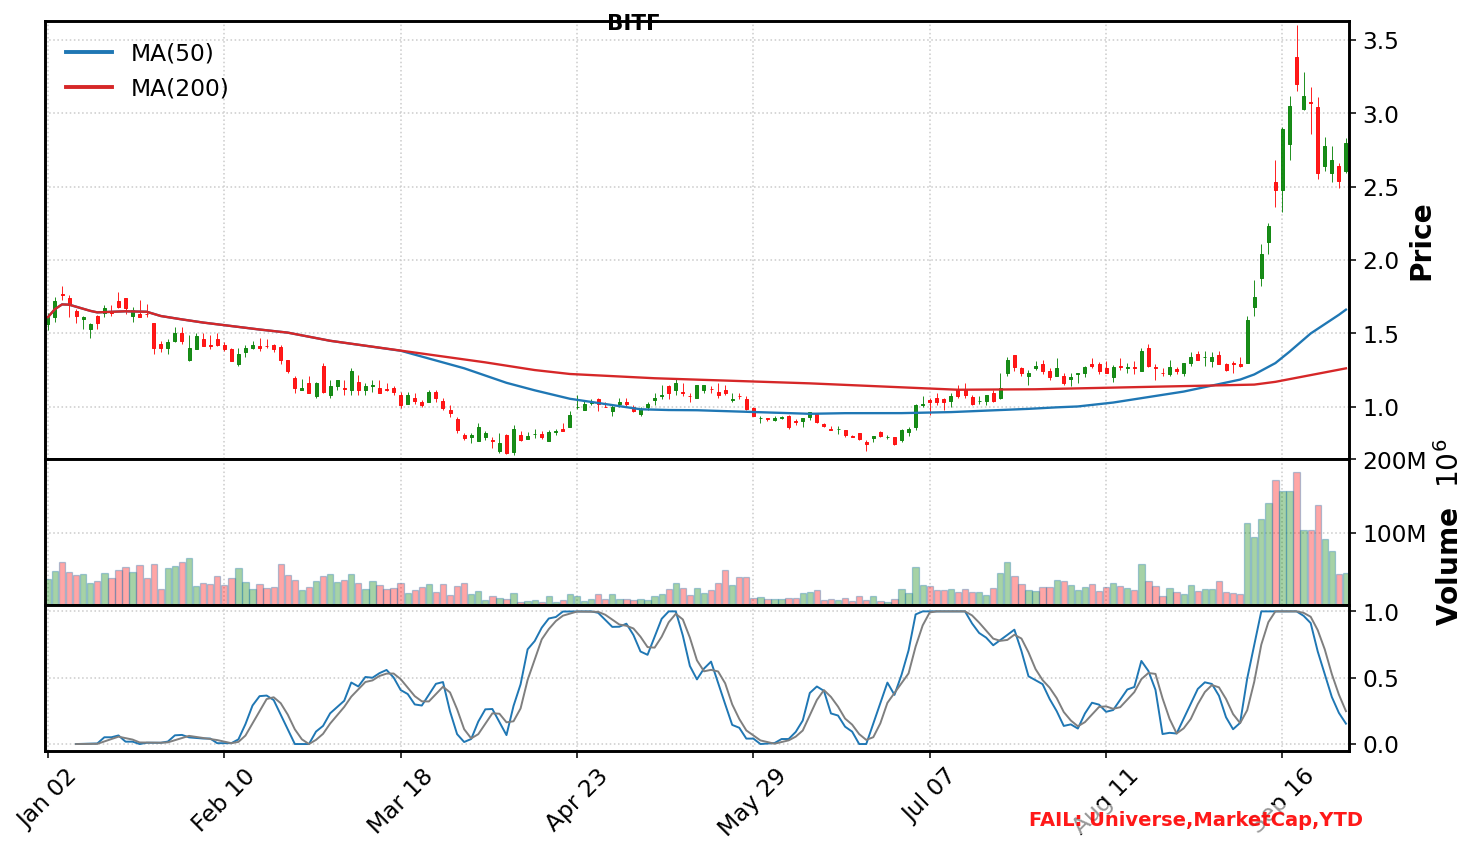 BITF
MA(50)
MA(200)
3.5
3.0
2.5
2.0
1.5
1.0
Price
200M
100M
Volume 10⁶
1.0
0.5
0.0
Jan 02
Feb 10
Mar 18
Apr 23
May 29
Jul 07
Aug 11
Sep 16
FAIL: Universe,MarketCap,YTD